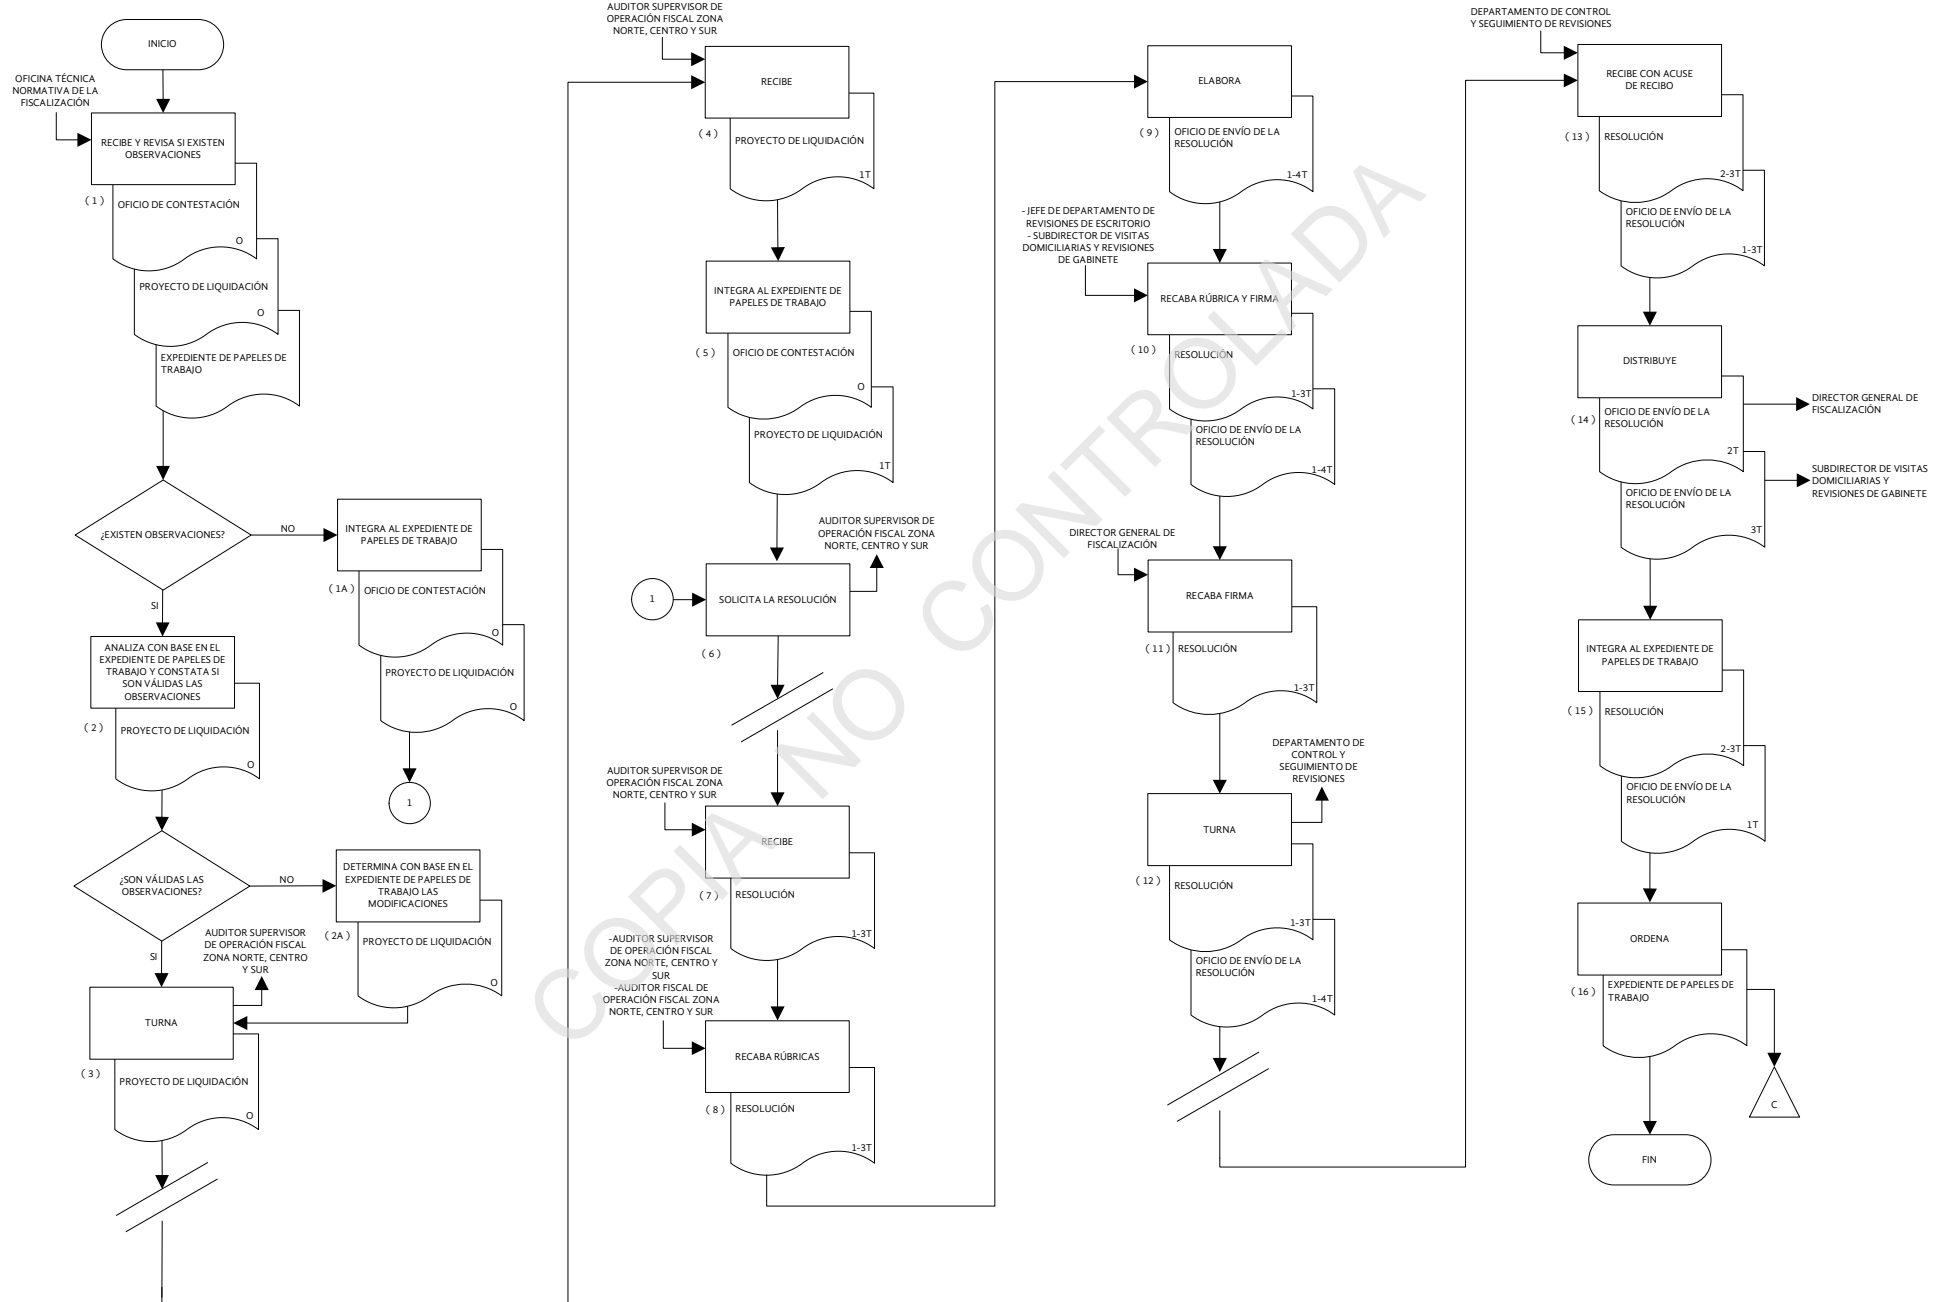 INICIO
OFICINA TÉCNICA
NORMATIVA DE LA
FISCALIZACIÓN
RECIBE Y REVISA SI EXISTEN
OBSERVACIONES
( 1 )
OFICIO DE CONTESTACIÓN
O
PROYECTO DE LIQUIDACIÓN
O
EXPEDIENTE DE PAPELES DE
TRABAJO
¿EXISTEN OBSERVACIONES?
NO
INTEGRA AL EXPEDIENTE DE
PAPELES DE TRABAJO
( 1A )
OFICIO DE CONTESTACIÓN
O
PROYECTO DE LIQUIDACIÓN
O
1
SI
ANALIZA CON BASE EN EL
EXPEDIENTE DE PAPELES DE
TRABAJO Y CONSTATA SI
SON VÁLIDAS LAS
OBSERVACIONES
( 2 )
PROYECTO DE LIQUIDACIÓN
O
¿SON VÁLIDAS LAS
OBSERVACIONES?
NO
DETERMINA CON BASE EN EL
EXPEDIENTE DE PAPELES DE
TRABAJO LAS
MODIFICACIONES
( 2A )
PROYECTO DE LIQUIDACIÓN
O
SI
AUDITOR SUPERVISOR
DE OPERACIÓN FISCAL
ZONA NORTE, CENTRO
Y SUR
TURNA
( 3 )
PROYECTO DE LIQUIDACIÓN
O
AUDITOR SUPERVISOR DE
OPERACIÓN FISCAL ZONA
NORTE, CENTRO Y SUR
RECIBE
( 4 )
PROYECTO DE LIQUIDACIÓN
1T
INTEGRA AL EXPEDIENTE DE
PAPELES DE TRABAJO
( 5 )
OFICIO DE CONTESTACIÓN
O
PROYECTO DE LIQUIDACIÓN
1T
AUDITOR SUPERVISOR DE
OPERACIÓN FISCAL ZONA
NORTE, CENTRO Y SUR
1
SOLICITA LA RESOLUCIÓN
( 6 )
AUDITOR SUPERVISOR DE
OPERACIÓN FISCAL ZONA
NORTE, CENTRO Y SUR
RECIBE
( 7 )
RESOLUCIÓN
1-3T
-AUDITOR SUPERVISOR
DE OPERACIÓN FISCAL
ZONA NORTE, CENTRO Y
SUR
-AUDITOR FISCAL DE
OPERACIÓN FISCAL ZONA
NORTE, CENTRO Y SUR
RECABA RÚBRICAS
( 8 )
RESOLUCIÓN
1-3T
ELABORA
( 9 )
OFICIO DE ENVÍO DE LA
RESOLUCIÓN
1-4T
- JEFE DE DEPARTAMENTO DE
REVISIONES DE ESCRITORIO
- SUBDIRECTOR DE VISITAS
DOMICILIARIAS Y REVISIONES
DE GABINETE
RECABA RÚBRICA Y FIRMA
( 10 )
RESOLUCIÓN
1-3T
OFICIO DE ENVÍO DE LA
RESOLUCIÓN
1-4T
DIRECTOR GENERAL DE
FISCALIZACIÓN
RECABA FIRMA
( 11 )
RESOLUCIÓN
1-3T
DEPARTAMENTO DE
CONTROL Y
SEGUIMIENTO DE
REVISIONES
TURNA
( 12 )
RESOLUCIÓN
1-3T
OFICIO DE ENVÍO DE LA
RESOLUCIÓN
1-4T
DEPARTAMENTO DE CONTROL
Y SEGUIMIENTO DE REVISIONES
RECIBE CON ACUSE
DE RECIBO
( 13 )
RESOLUCIÓN
2-3T
OFICIO DE ENVÍO DE LA
RESOLUCIÓN
1-3T
DISTRIBUYE
( 14 )
OFICIO DE ENVÍO DE LA
RESOLUCIÓN
2T
DIRECTOR GENERAL DE
FISCALIZACIÓN
OFICIO DE ENVÍO DE LA
RESOLUCIÓN
3T
SUBDIRECTOR DE VISITAS
DOMICILIARIAS Y
REVISIONES DE GABINETE
INTEGRA AL EXPEDIENTE DE
PAPELES DE TRABAJO
( 15 )
RESOLUCIÓN
2-3T
OFICIO DE ENVÍO DE LA
RESOLUCIÓN
1T
ORDENA
( 16 )
EXPEDIENTE DE PAPELES DE
TRABAJO
C
FIN
COPIA NO CONTROLADA